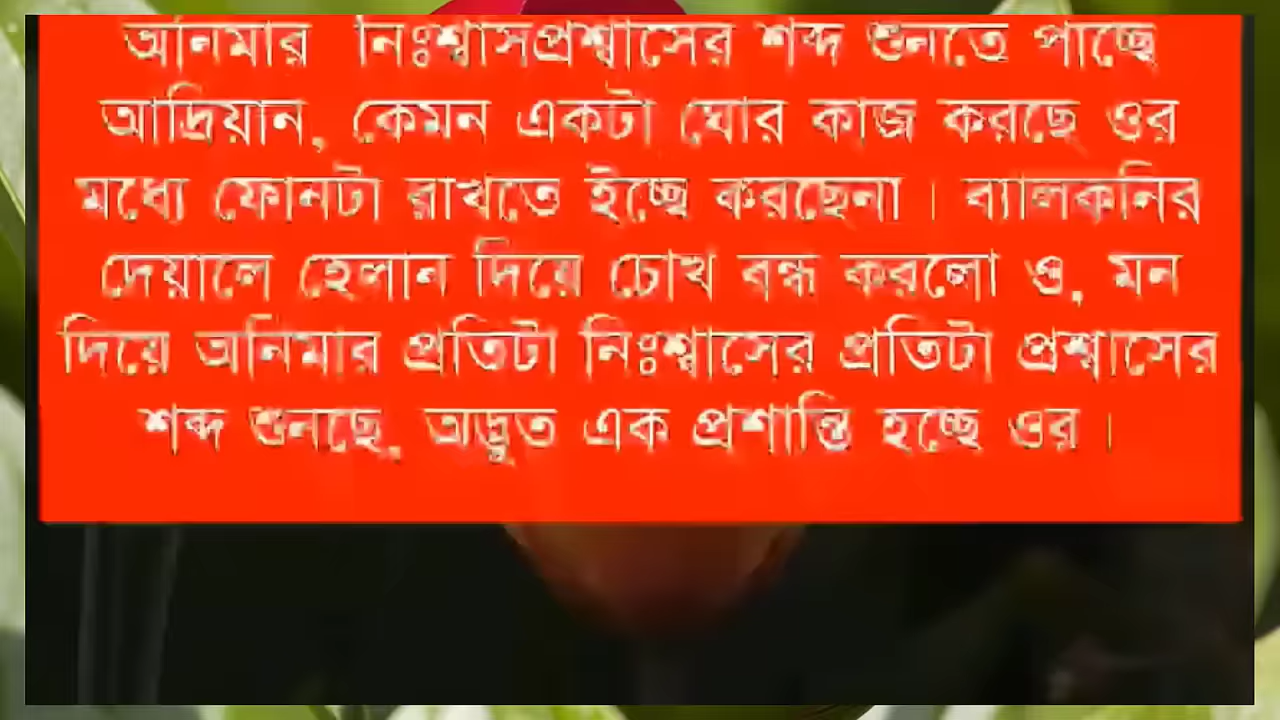 অনিমার নিঃশ্বাসপ্রশ্বাসের শব্দ শুনতে পাচ্ছে
আদ্রিয়ান, কেমন একটা ঘোর কাজ করছে ওর
মধ্যে ফোনটা রাখতে ইচ্ছে করছেনা । ব্যালকনির
দেয়ালে হেলান দিয়ে চোখ বন্ধ করলো ও, মন
দিয়ে অনিমার প্রতিটা নিঃশ্বাসের প্রতিটা প্রশ্বাসের
শব্দ শুনছে, অদ্ভুত এক প্রশান্তি হচ্ছে ওর ।